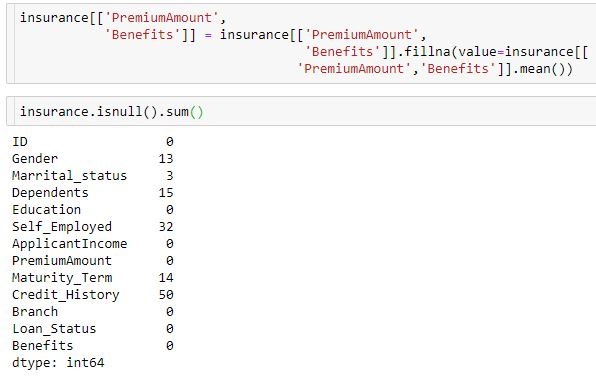 insurance[['PremiumAmount',
'Benefits']] = insurance[['PremiumAmount',
'Benefits']].fillna(value=insurance[[
'PremiumAmount','Benefits']].mean())
insurance.isnull().sum()
ID 0
Gender 13
Marrital_status 3
Dependents 15
Education 0
Self_Employed 32
ApplicantIncome 0
PremiumAmount 0
Maturity_Term 14
Credit_History 50
Branch 0
Loan_Status 0
Benefits 0
dtype: int64